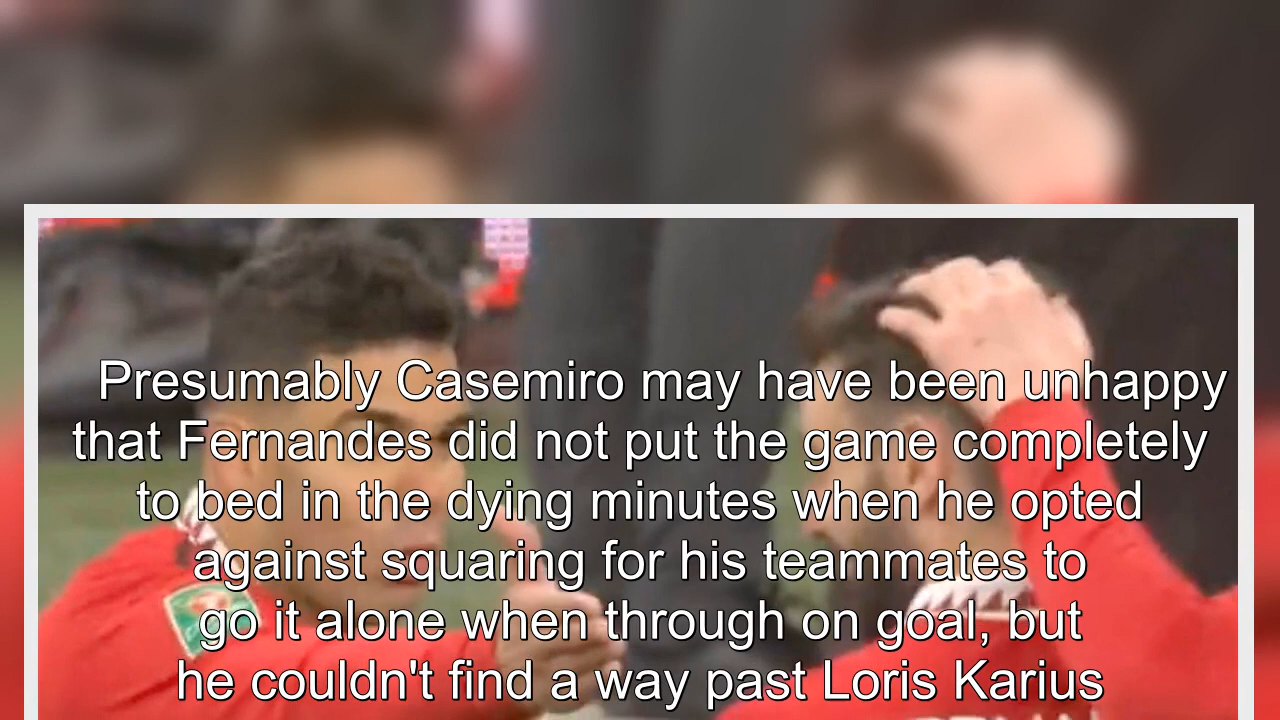 Presumably Casemiro may have been unhappy
that Fernandes did not put the game completely
to bed in the dying minutes when he opted
against squaring for his teammates to
go it alone when through on goal, but
he couldn't find a way past Loris Karius